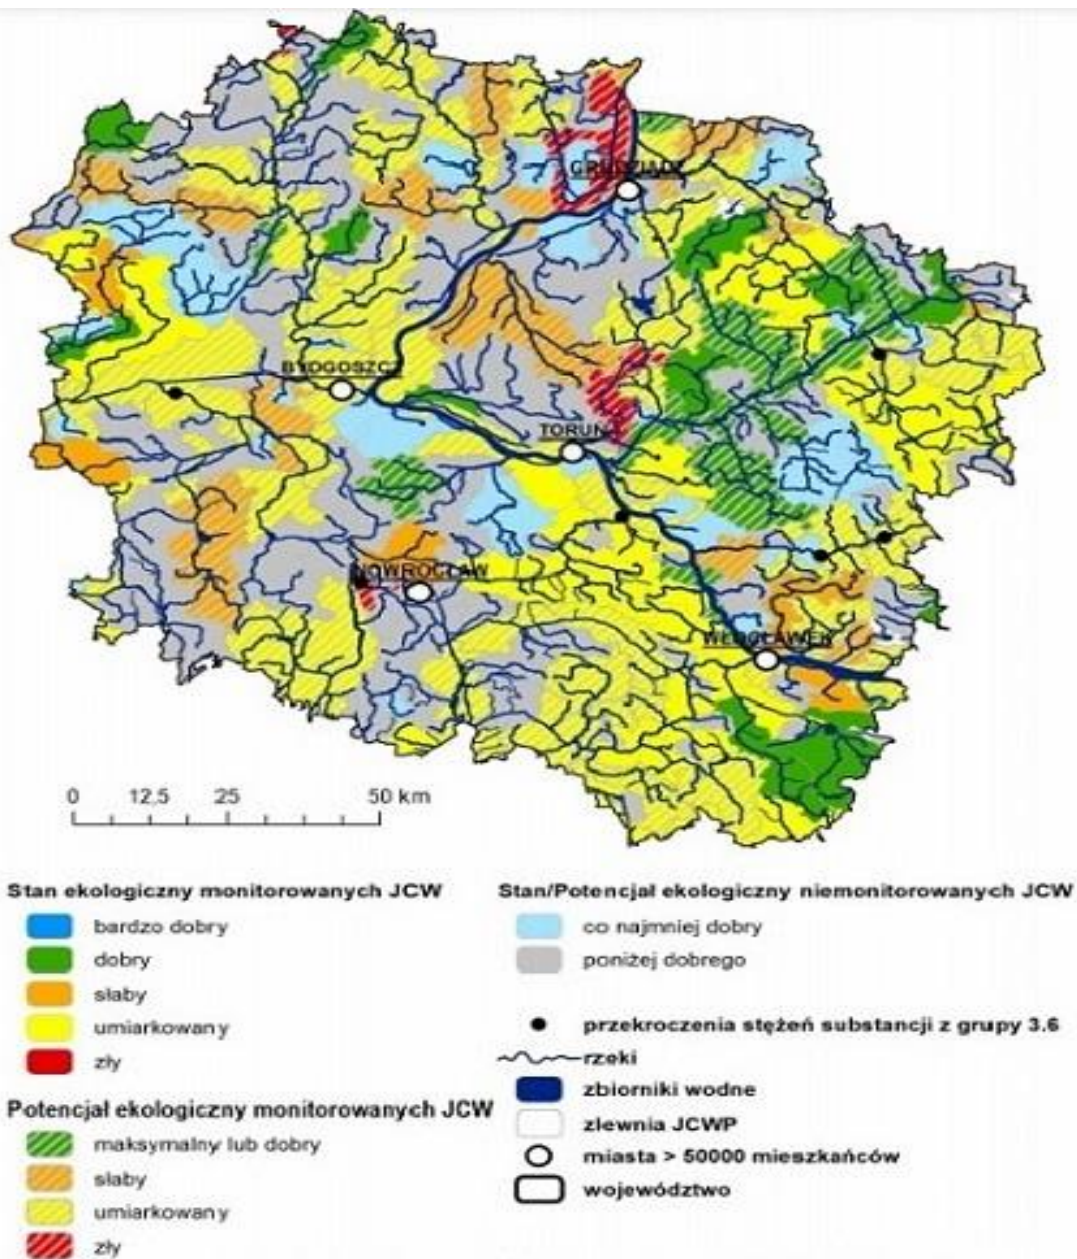 GRUDZIĄDZ
BYDGOSZCZ
TORUŃ
INOWROCŁAW
WŁOCŁAWEK
0 12,5 25 50 km
Stan ekologiczny monitorowanych JCW
bardzo dobry
dobry
słaby
umiarkowany
zły
Potencjał ekologiczny monitorowanych JCW
maksymalny lub dobry
słaby
umiarkowany
zły
Stan/Potencjał ekologiczny niemonitorowanych JCW
co najmniej dobry
poniżej dobrego
przekroczenia stężeń substancji z grupy 3.6
rzeki
zbiorniki wodne
zlewnia JCWP
miasta > 50000 mieszkańców
województwo